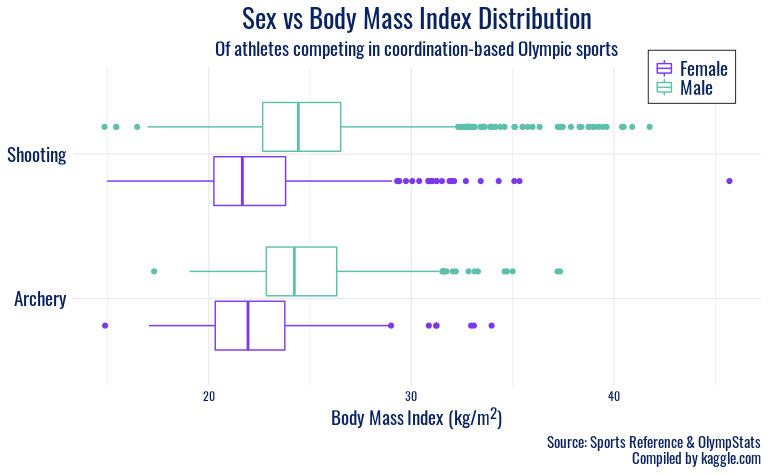 Sex vs Body Mass Index Distribution
Of athletes competing in coordination-based Olympic sports
Female
Male
Shooting
Archery
20 30 40
Body Mass Index (kg/m²)
Source: Sports Reference & OlympStats
Compiled by kaggle.com